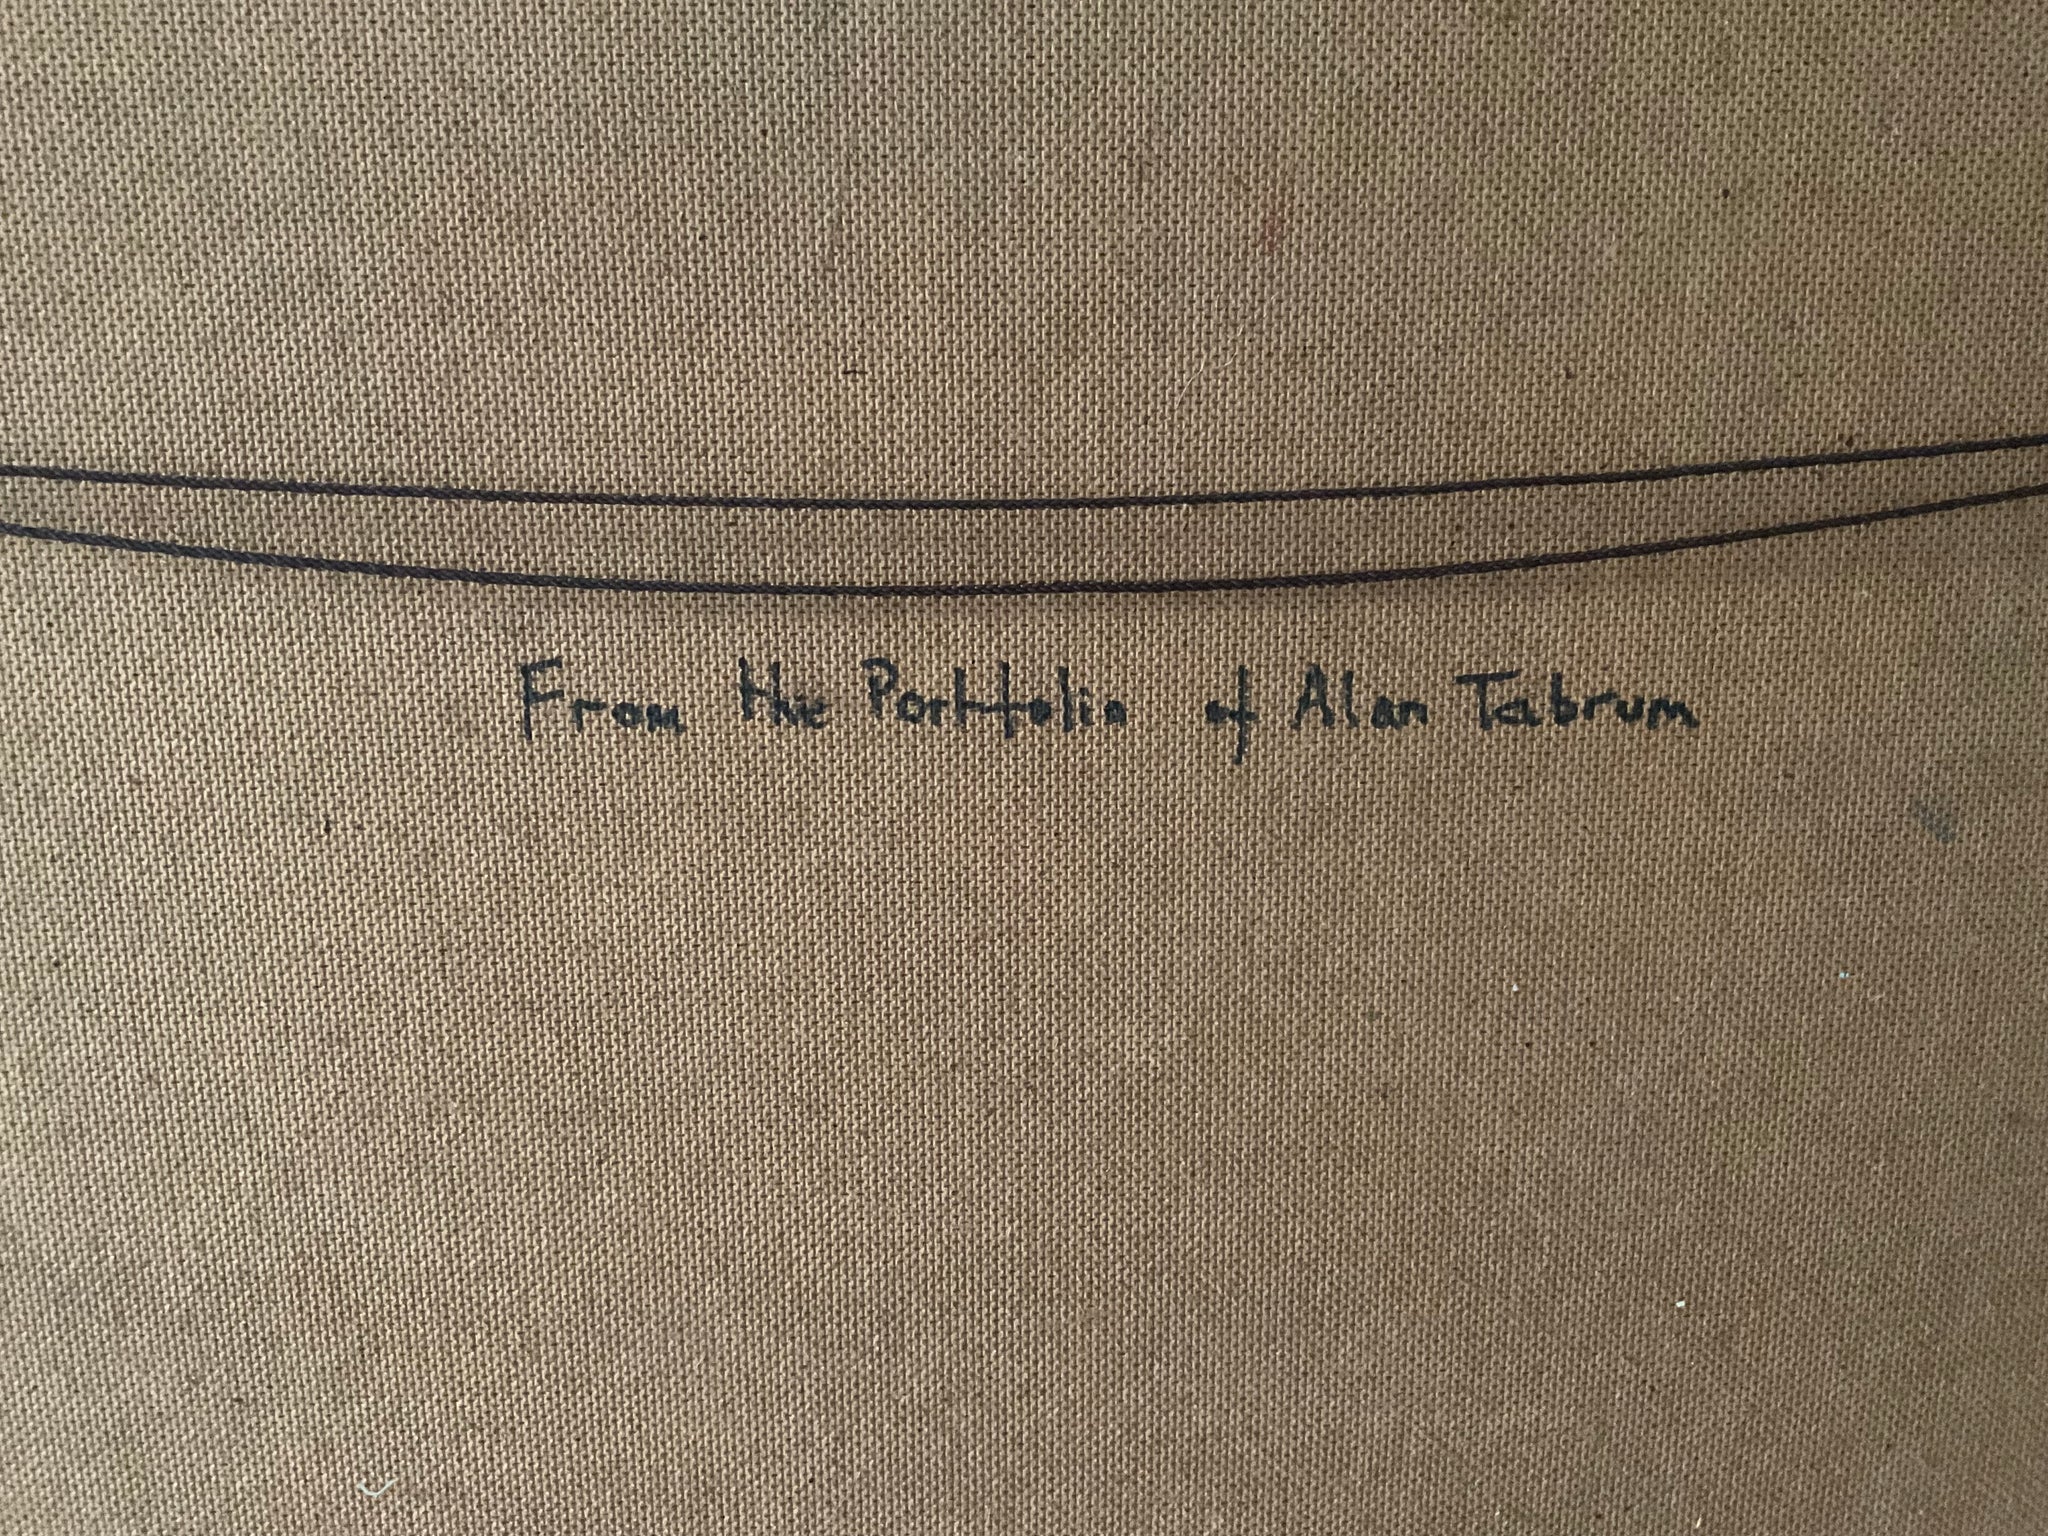 From the Portfolio of Alan Tabrum